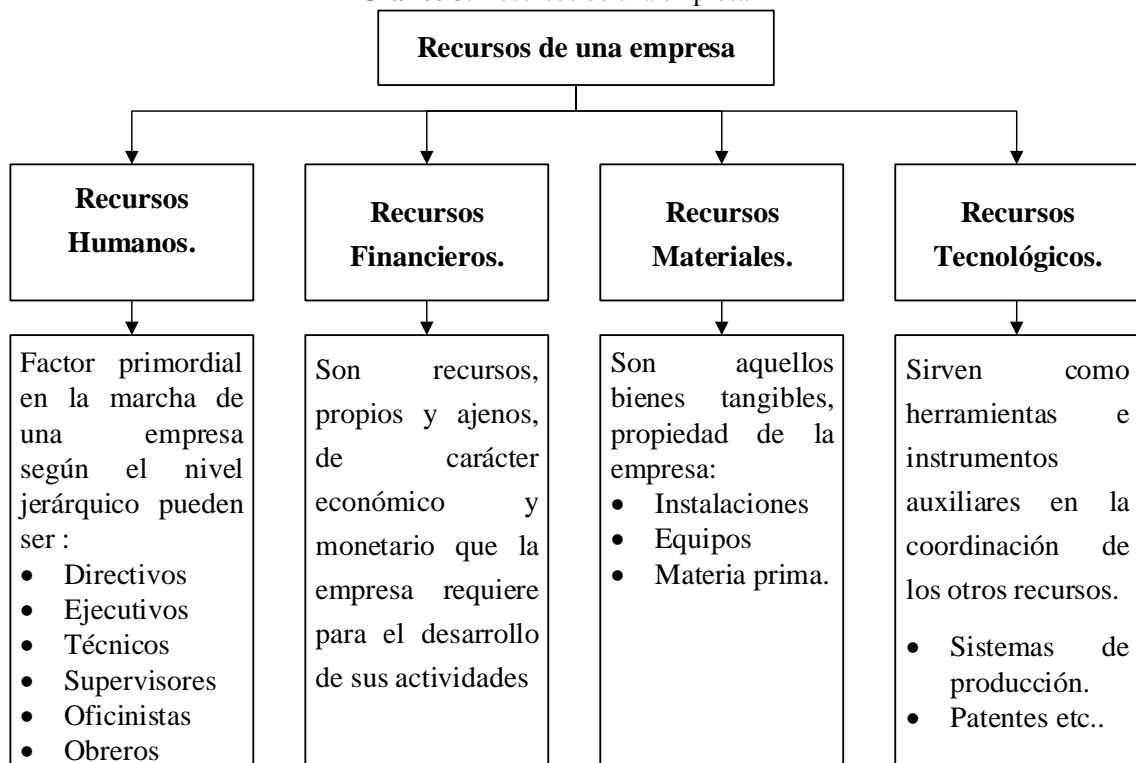 Recursos de una empresa
Recursos
Humanos.
Recursos
Financieros.
Recursos
Materiales.
Recursos
Tecnológicos.
Factor primordial
en la marcha de
una empresa
según el nivel
jerárquico pueden
ser :
• Directivos
• Ejecutivos
• Técnicos
• Supervisores
• Oficinistas
• Obreros
Son recursos,
propios y ajenos,
de carácter
económico y
monetario que la
empresa requiere
para el desarrollo
de sus actividades
Son aquellos
bienes tangibles,
propiedad de la
empresa:
• Instalaciones
• Equipos
• Materia prima.
Sirven como
herramientas e
instrumentos
auxiliares en la
coordinación de
los otros recursos.
• Sistemas de
producción.
• Patentes etc..